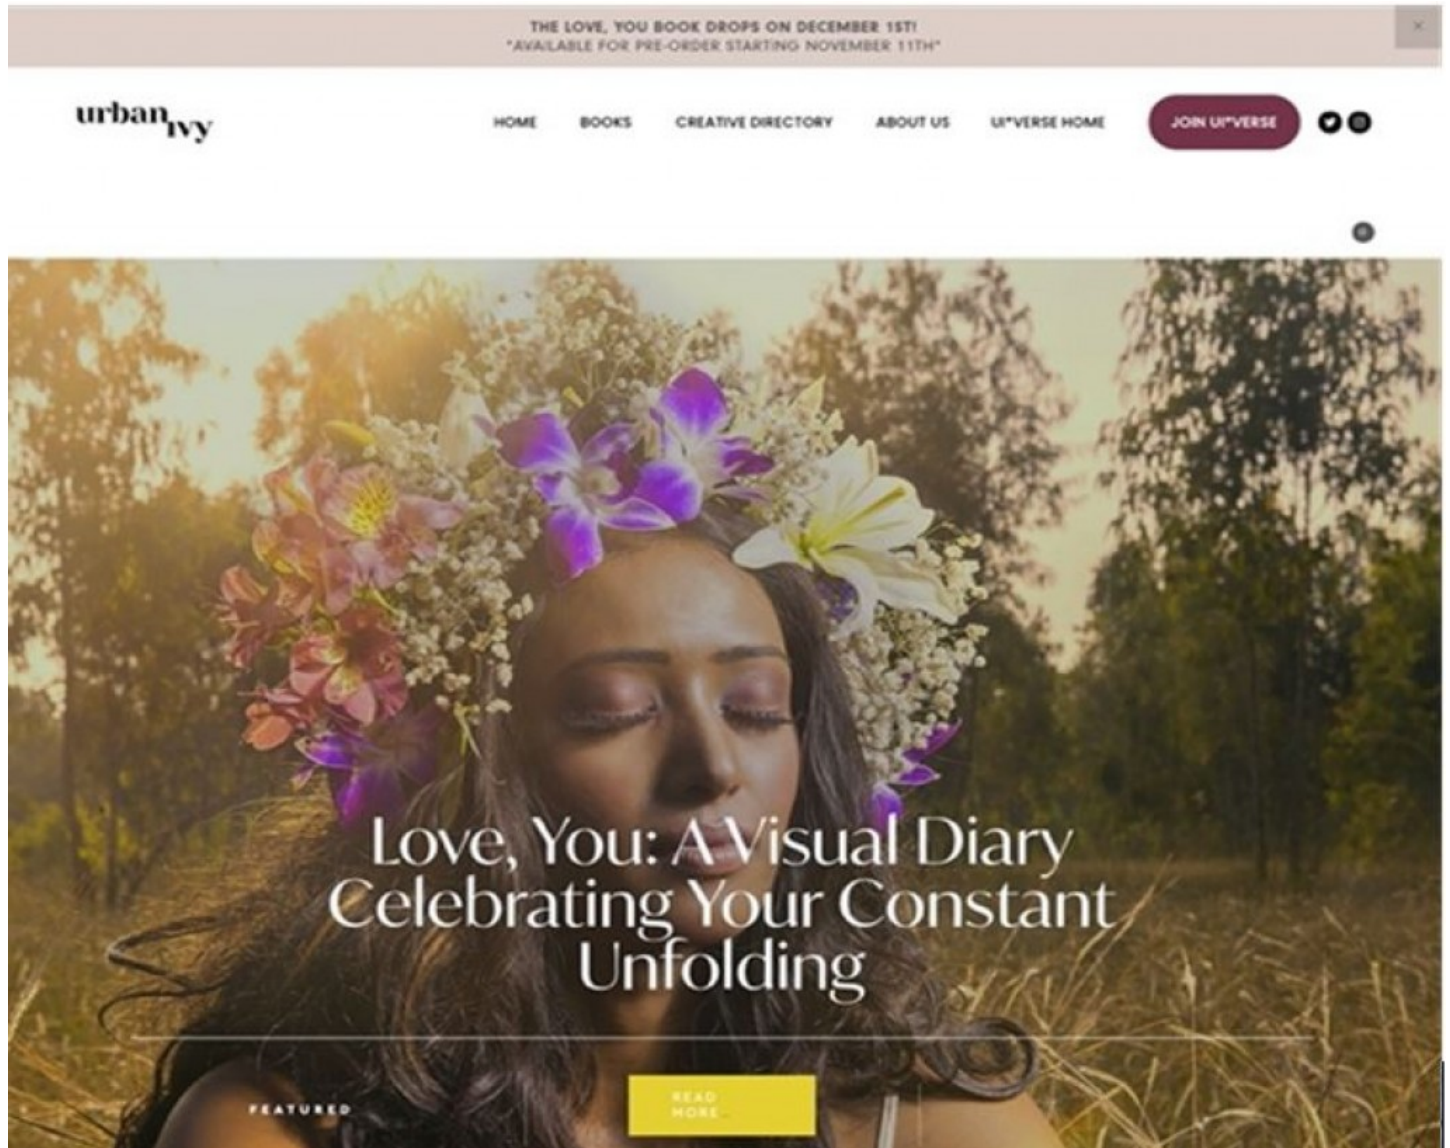 THE LOVE, YOU BOOK DROPS ON DECEMBER 1ST!
*AVAILABLE FOR PRE-ORDER STARTING NOVEMBER 11TH*
urban ivy
HOME BOOKS CREATIVE DIRECTORY ABOUT US UI*VERSE HOME JOIN UI*VERSE
Love, You: A Visual Diary
Celebrating Your Constant
Unfolding
FEATURED
READ
MORE